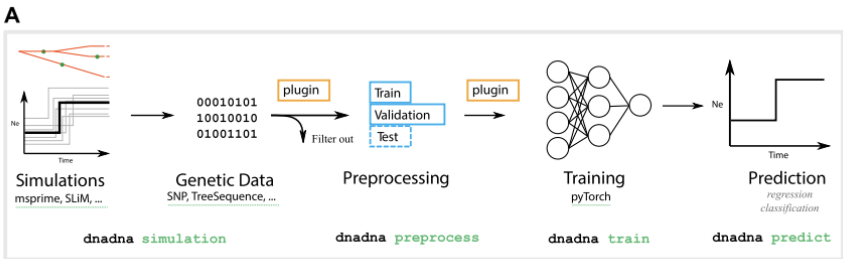 A
Ne
Time
Simulations
msprime, SLiM, ...
00010101
10010010
01001101
Genetic Data
SNP, TreeSequence, ...
plugin
Filter out
Train
Validation
Test
Preprocessing
plugin
Training
pyTorch
Ne
Time
Prediction
regression
classification
dnadna simulation
dnadna preprocess
dnadna train
dnadna predict